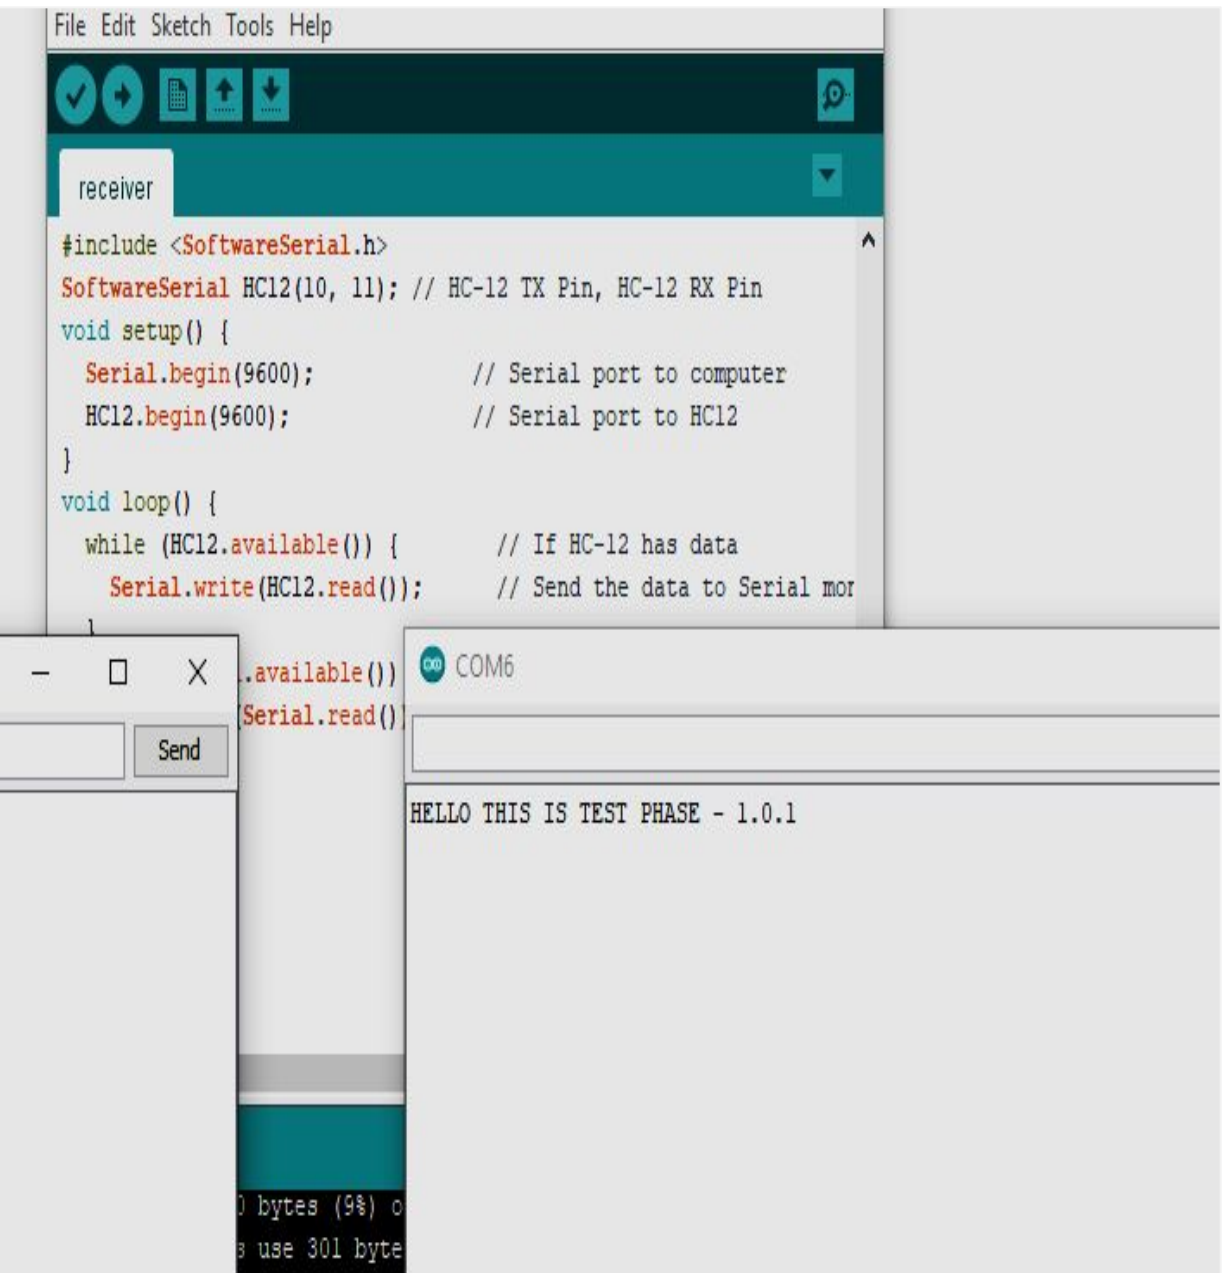 File Edit Sketch Tools Help
receiver
#include <SoftwareSerial.h>
SoftwareSerial HC12(10, 11); // HC-12 TX Pin, HC-12 RX Pin
void setup() {
Serial.begin(9600); // Serial port to computer
HC12.begin(9600); // Serial port to HC12
}
void loop() {
while (HC12.available()) { // If HC-12 has data
Serial.write(HC12.read()); // Send the data to Serial mor
}
.available())
(Serial.read()
Send
COM6
HELLO THIS IS TEST PHASE - 1.0.1
0 bytes (9%) o
s use 301 byte